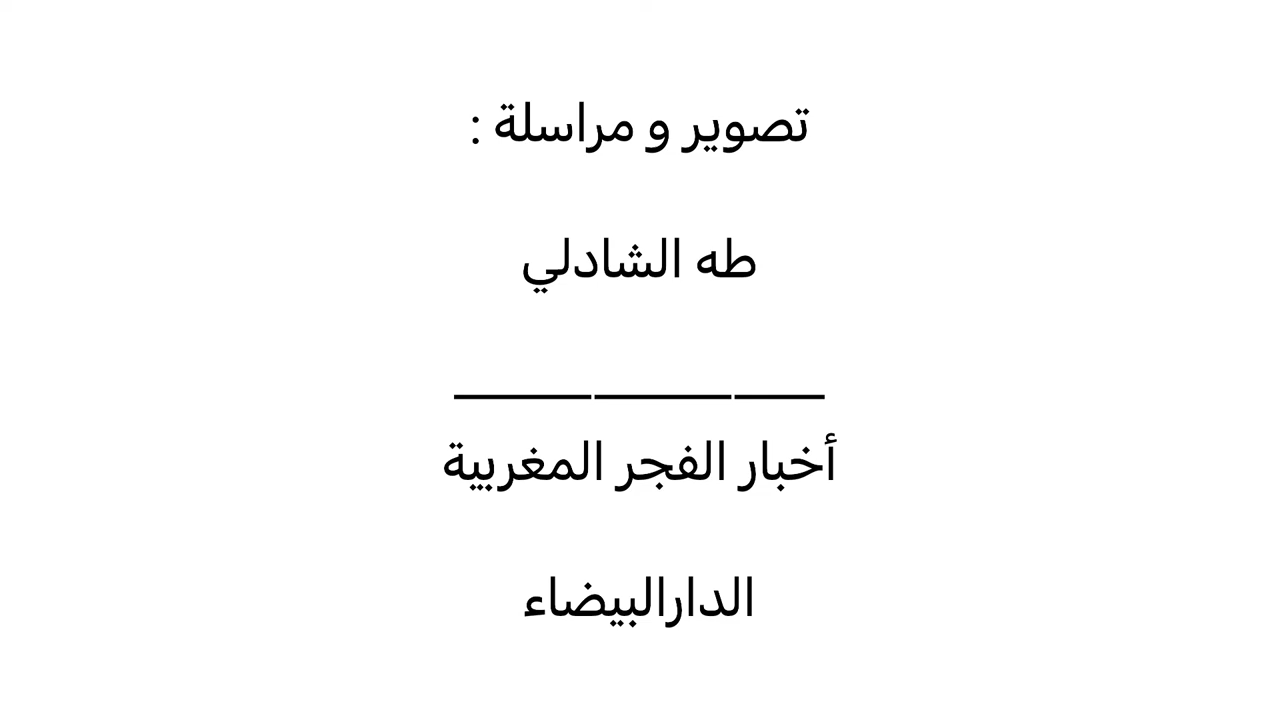 تصوير و مراسلة :
طه الشادلي
أخبار الفجر المغربية
الدارالبيضاء